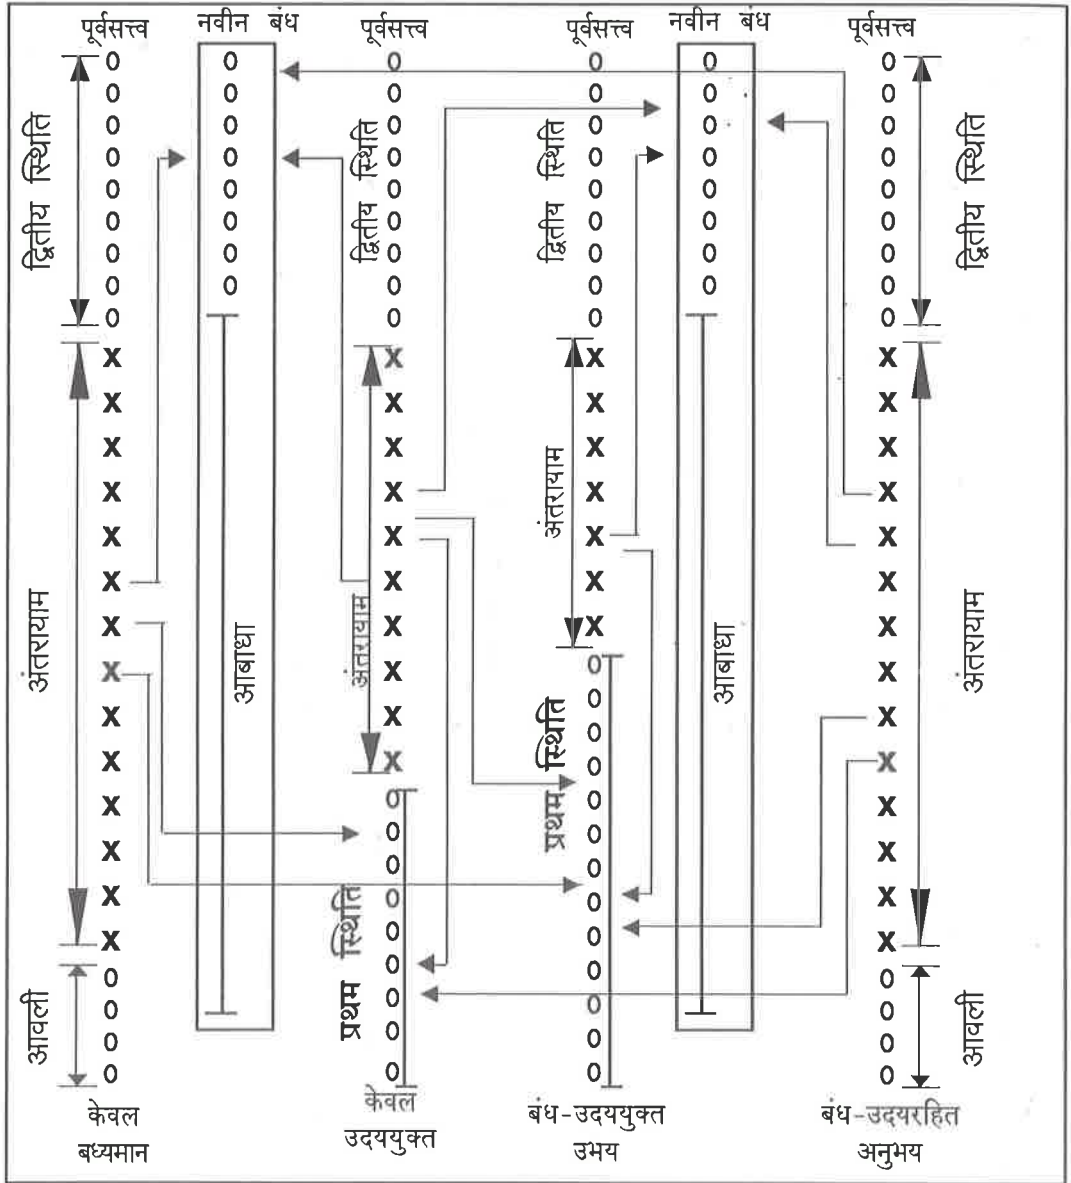 पूर्वसत्त्व नवीन बंध पूर्वसत्त्व पूर्वसत्त्व नवीन बंध पूर्वसत्त्व
O O O O O O
O O O O O O
O O O O O O
O O O O O O
O O O O O O
O O O O O O
O O O O O O
O O O O O O
O O O O
द्वितीय स्थिति द्वितीय स्थिति द्वितीय स्थिति द्वितीय स्थिति
X X X X
X X X X
X X X X
X X X X
X X X X
X X X X
X X X X
अंतरायाम आबाधा अंतरायाम अंतरायाम आबाधा अंतरायाम
X X O X
X X O X
X X O X
X O O X
X O O X
X O O X
X O O X
प्रथम स्थिति प्रथम स्थिति
O O O O
O O O O
O O O O
O O O O
आवली आवली
केवल केवल बंध-उदययुक्त बंध-उदयरहित
बध्यमान उदययुक्त उभय अनुभय